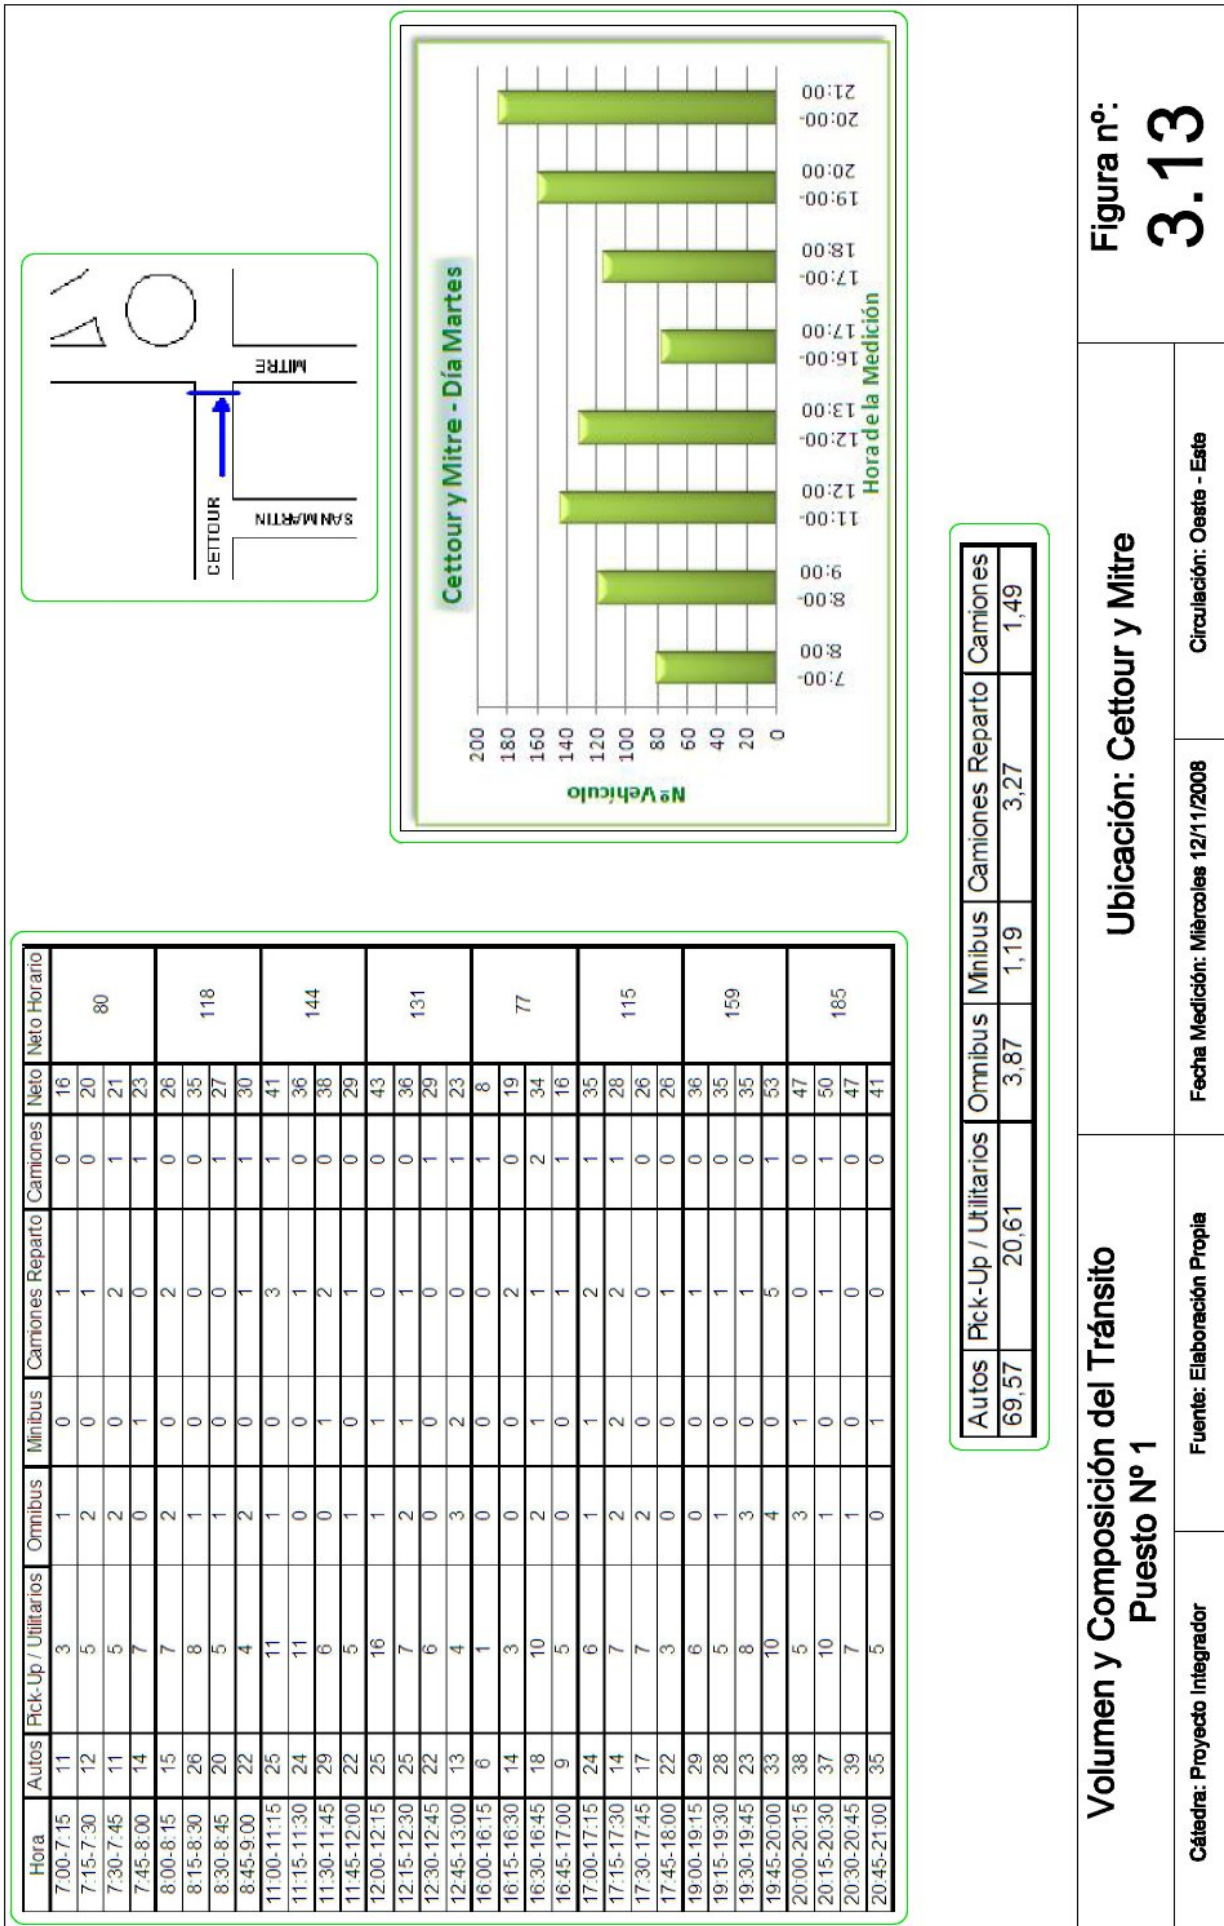 Hora Autos Pick-Up / Utilitarios Omnibus Minibus Camiones Reparto Camiones Neto Neto Horario
7:00-7:15 11 3 1 0 1 0 16
7:15-7:30 12 5 2 0 1 0 20
80
7:30-7:45 11 5 2 0 2 1 21
7:45-8:00 14 7 0 1 0 1 23
8:00-8:15 15 7 2 0 2 0 26
8:15-8:30 26 8 1 0 0 0 35
118
8:30-8:45 20 5 1 0 0 1 27
8:45-9:00 22 4 2 0 1 1 30
11:00-11:15 25 11 1 0 3 1 41
11:15-11:30 24 11 0 0 1 0 36
144
11:30-11:45 29 6 0 1 2 0 38
11:45-12:00 22 5 1 0 1 0 29
12:00-12:15 25 16 1 1 0 0 43
12:15-12:30 25 7 2 1 1 0 36
131
12:30-12:45 22 6 0 0 0 1 29
12:45-13:00 13 4 3 2 0 1 23
16:00-16:15 6 1 0 0 0 1 8
16:15-16:30 14 3 0 0 2 0 19
77
16:30-16:45 18 10 2 1 1 2 34
16:45-17:00 9 5 0 0 1 1 16
17:00-17:15 24 6 1 1 2 1 35
17:15-17:30 14 7 2 2 2 1 28
115
17:30-17:45 17 7 2 0 0 0 26
17:45-18:00 22 3 0 0 1 0 26
19:00-19:15 29 6 0 0 1 0 36
19:15-19:30 28 5 1 0 1 0 35
159
19:30-19:45 23 8 3 0 1 0 35
19:45-20:00 33 10 4 0 5 1 53
20:00-20:15 38 5 3 1 0 0 47
20:15-20:30 37 10 1 0 1 1 50
185
20:30-20:45 39 7 1 0 0 0 47
20:45-21:00 35 5 0 1 0 0 41
CETTOUR
SAN MARTIN
MITRE
Cettour y Mitre - Día Martes
Nº Vehículo
200
180
160
140
120
100
80
60
40
20
0
7:00- 8:00- 11:00- 12:00- 16:00- 17:00- 19:00- 20:00-
8:00 9:00 12:00 13:00 17:00 18:00 20:00 21:00
Hora de la Medición
Autos Pick-Up / Utilitarios Omnibus Minibus Camiones Reparto Camiones
69,57 20,61 3,87 1,19 3,27 1,49
Volumen y Composición del Tránsito
Puesto Nº 1
Ubicación: Cettour y Mitre
Figura nº:
3.13
Cátedra: Proyecto Integrador
Fuente: Elaboración Propia
Fecha Medición: Miércoles 12/11/2008
Circulación: Oeste - Este